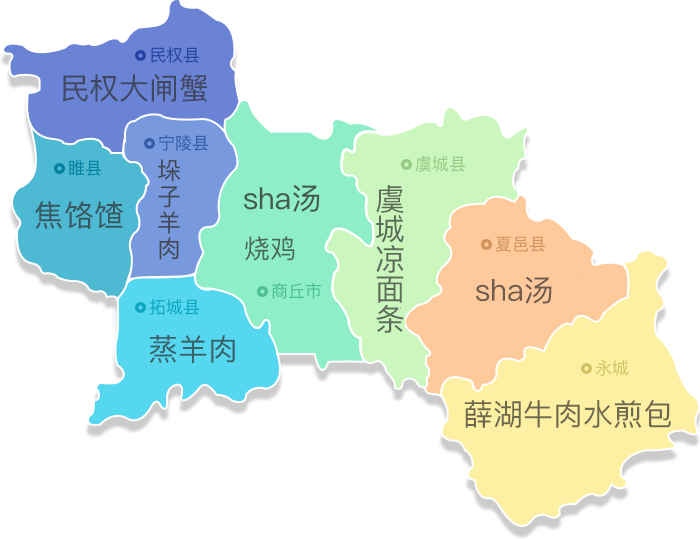 民权县
民权大闸蟹
宁陵县
垛子羊肉
睢县
焦饹馇
sha汤
烧鸡
商丘市
虞城县
虞城凉面条
夏邑县
sha汤
拓城县
蒸羊肉
永城
薛湖牛肉水煎包